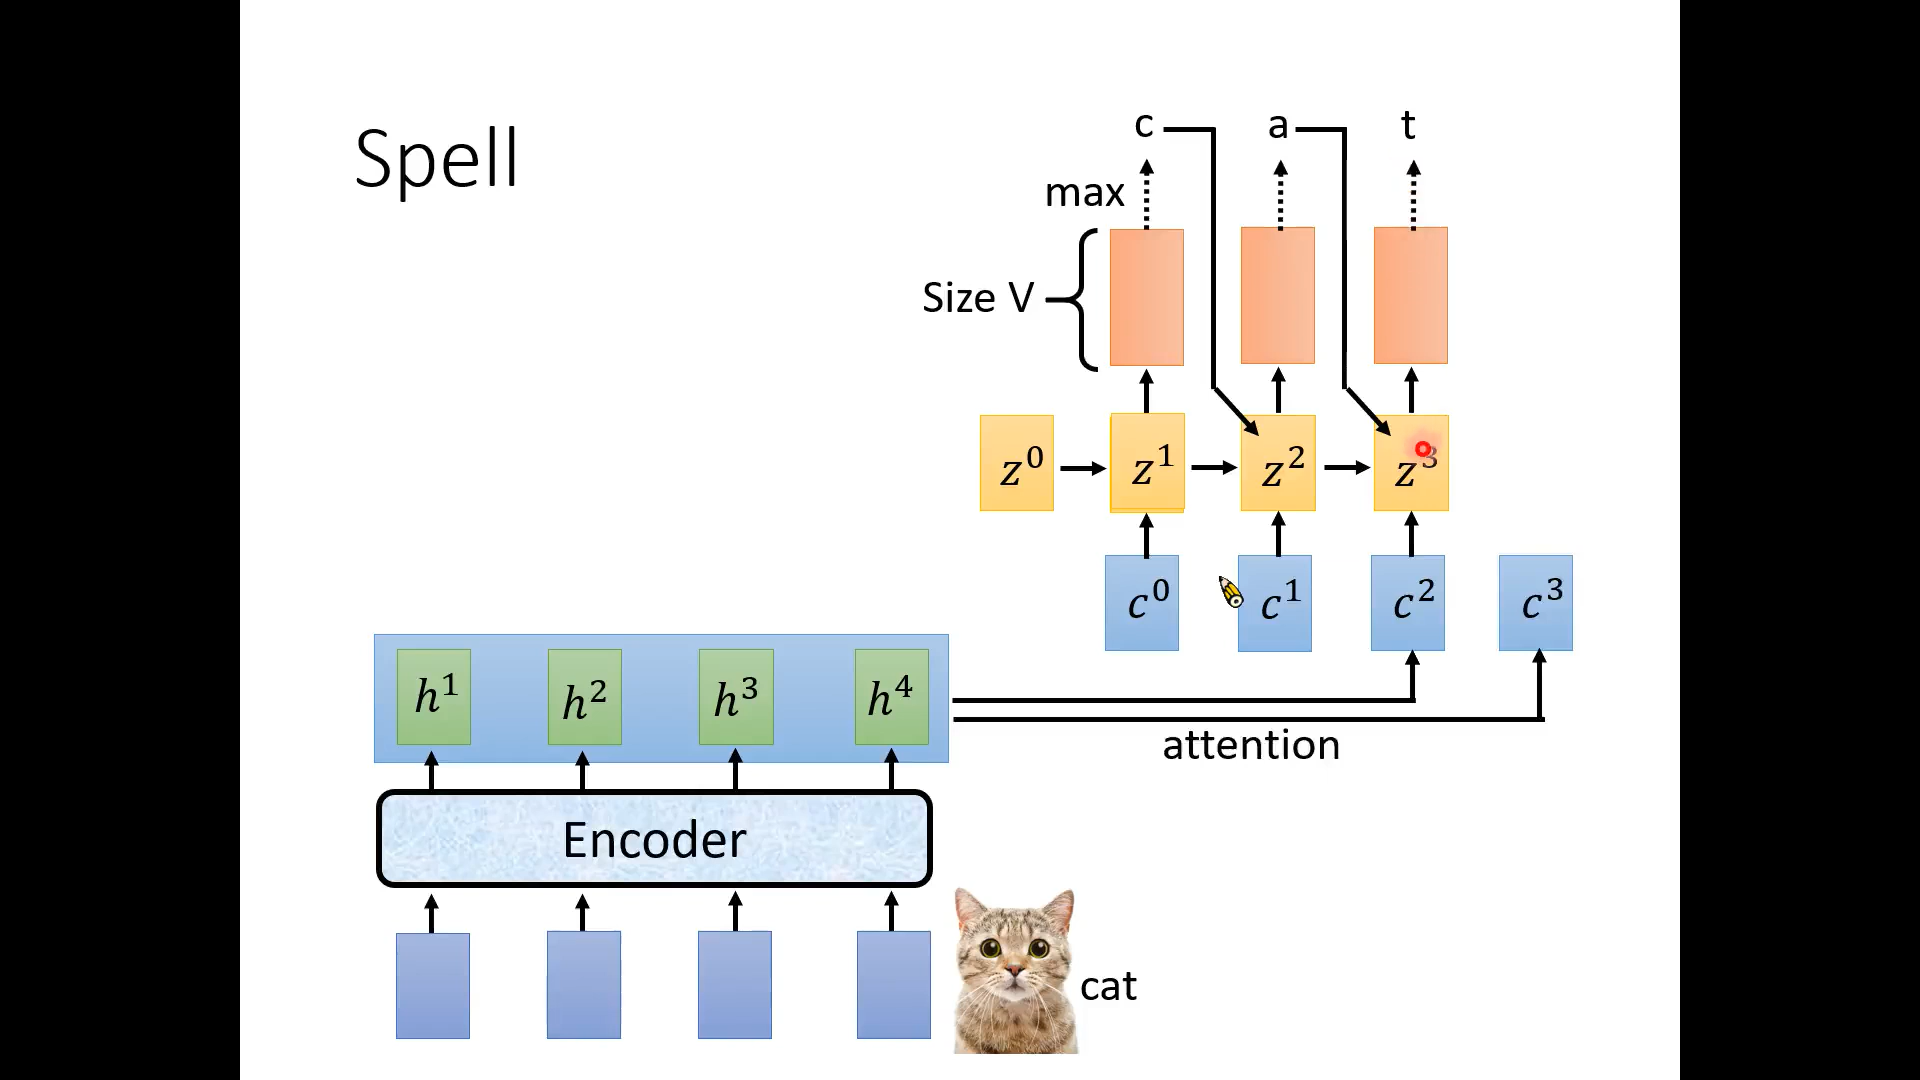 Spell
c a t
max
Size V
z⁰ z¹ z² z³
c⁰ c¹ c² c³
h¹ h² h³ h⁴
attention
Encoder
cat